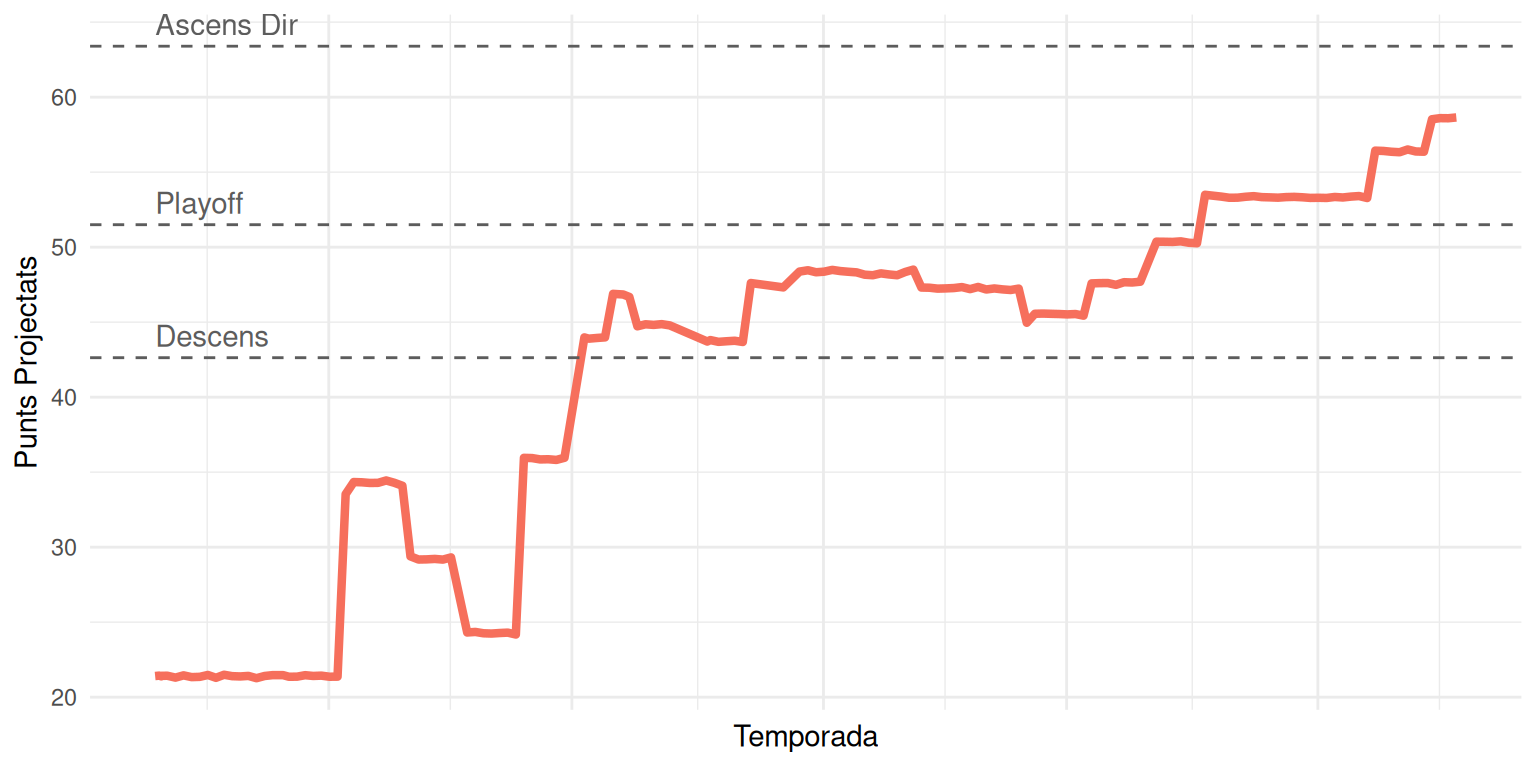 Ascens Dir
60
Playoff
50
Descens
40
30
20
Punts Projectats
Temporada